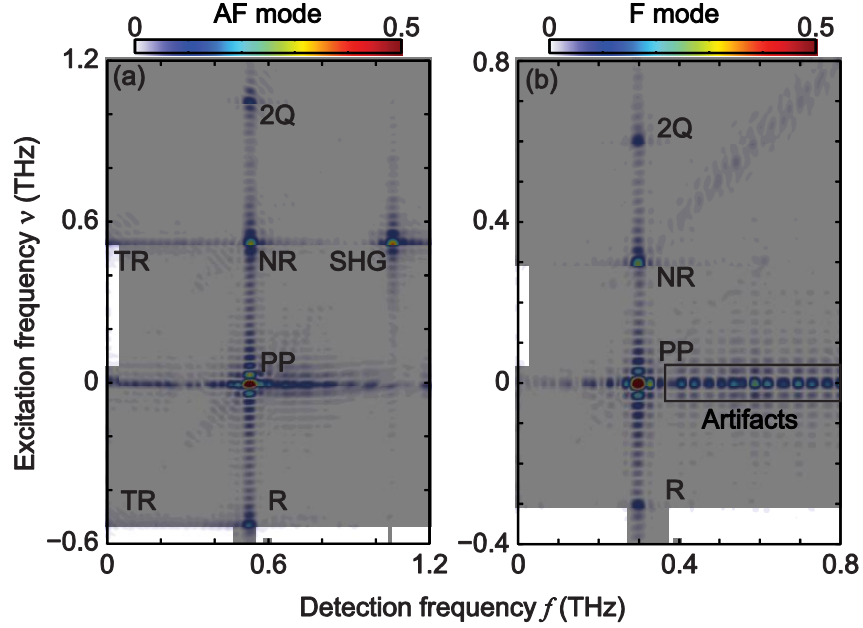 AF mode
F mode
0 0.5
0 0.5
(a)
(b)
1.2
0.6
0
−0.6
0.8
0.4
0
−0.4
2Q
TR
NR
SHG
PP
TR
R
2Q
NR
PP
Artifacts
R
0 0.6 1.2
0 0.4 0.8
Excitation frequency ν (THz)
Detection frequency f (THz)